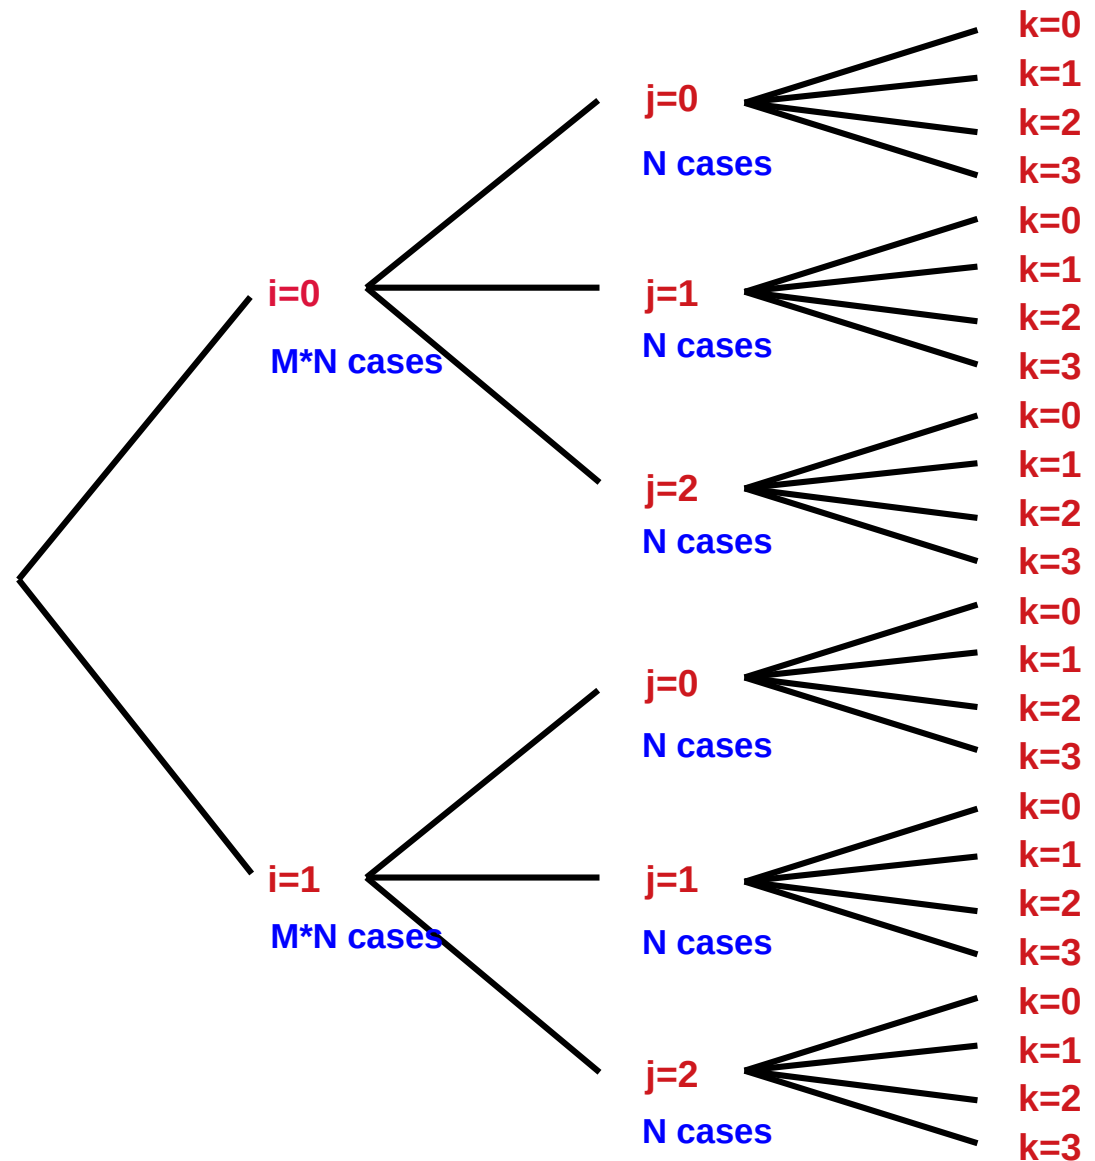 k=0
k=1
j=0
k=2
N cases
k=3
k=0
k=1
i=0
j=1
k=2
N cases
M*N cases
k=3
k=0
k=1
j=2
k=2
N cases
k=3
k=0
k=1
j=0
k=2
N cases
k=3
k=0
k=1
i=1
j=1
k=2
M*N cases
N cases
k=3
k=0
k=1
j=2
k=2
N cases
k=3